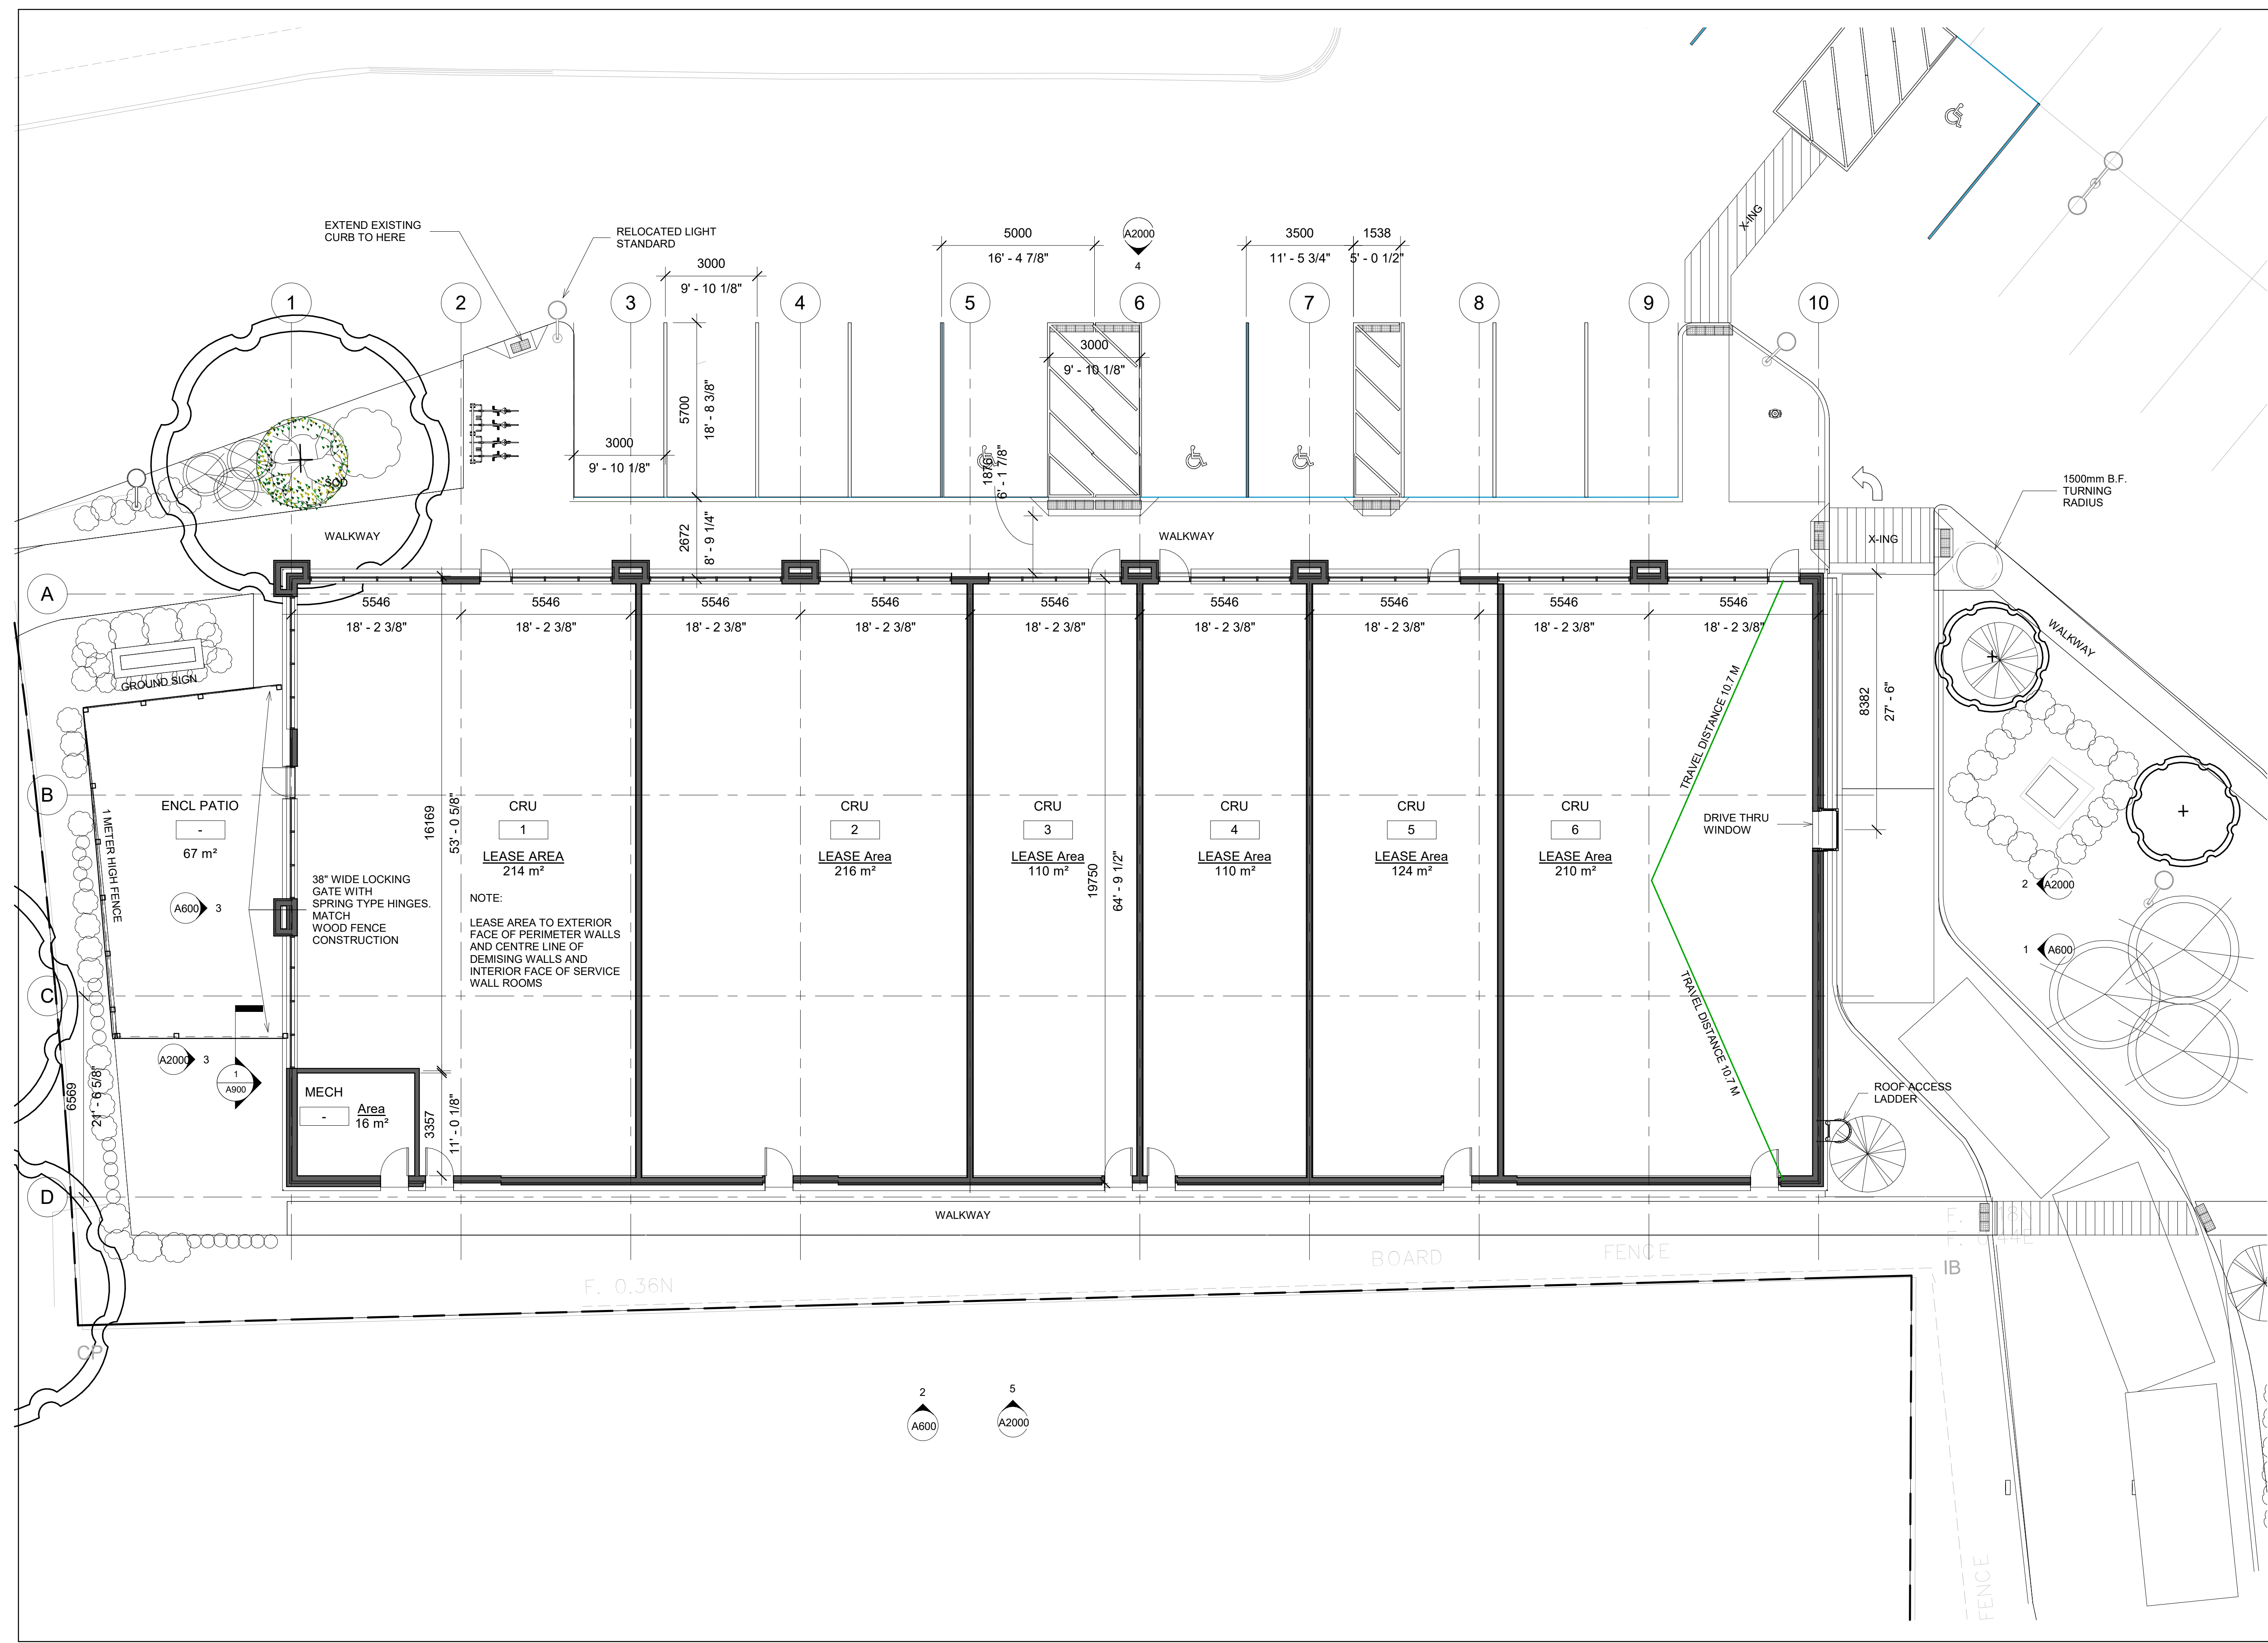 EXTEND EXISTING
CURB TO HERE
RELOCATED LIGHT
STANDARD
3000
9' - 10 1/8"
5000
16' - 4 7/8"
A2000
4
3500
11' - 5 3/4"
1538
5' - 0 1/2"
X-ING
1
2
3
4
5
6
7
8
9
10
3000
9' - 10 1/8"
5700
18' - 8 3/8"
3000
9' - 10 1/8"
1876
6' - 1 7/8"
SOD
2672
8' - 9 1/4"
WALKWAY
WALKWAY
X-ING
1500mm B.F.
TURNING
RADIUS
WALKWAY
A
5546
5546
5546
5546
5546
5546
5546
5546
5546
18' - 2 3/8"
18' - 2 3/8"
18' - 2 3/8"
18' - 2 3/8"
18' - 2 3/8"
18' - 2 3/8"
18' - 2 3/8"
18' - 2 3/8"
18' - 2 3/8"
GROUND SIGN
8382
27' - 6"
TRAVEL DISTANCE 10.7 M
B
ENCL PATIO
-
67 m²
1 METER HIGH FENCE
16169
53' - 0 5/8"
CRU
1
LEASE AREA
214 m²
CRU
2
LEASE Area
216 m²
CRU
3
LEASE Area
110 m²
19750
64' - 9 1/2"
CRU
4
LEASE Area
110 m²
CRU
5
LEASE Area
124 m²
CRU
6
LEASE Area
210 m²
DRIVE THRU
WINDOW
38" WIDE LOCKING
GATE WITH
SPRING TYPE HINGES.
MATCH
WOOD FENCE
CONSTRUCTION
NOTE:
LEASE AREA TO EXTERIOR
FACE OF PERIMETER WALLS
AND CENTRE LINE OF
DEMISING WALLS AND
INTERIOR FACE OF SERVICE
WALL ROOMS
A600
3
2
A2000
1
A600
C
TRAVEL DISTANCE 10.7 M
A2000
3
1
A900
6569
21' - 6 5/8"
MECH
-
Area
16 m²
3357
11' - 0 1/8"
ROOF ACCESS
LADDER
D
WALKWAY
BOARD
FENCE
F. 0.36N
IB
CP
2
A600
5
A2000
FENCE